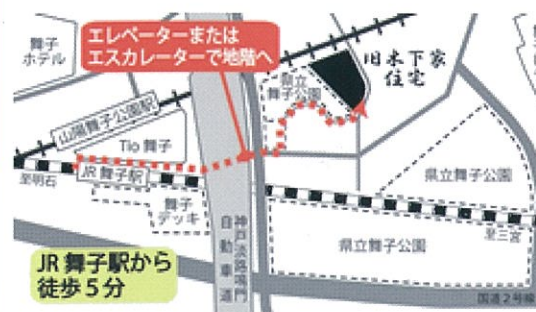 エレベーターまたは
エスカレーターで地階へ
舞子
ホテル
旧木下家
住宅
県立
舞子公園
山陽舞子公園駅
Tio 舞子
JR 舞子駅
至明石
舞子
デッキ
県立舞子公園
至三宮
県立舞子公園
神戸淡路鳴門
自動車道
JR 舞子駅から
徒歩5分
国道2号線